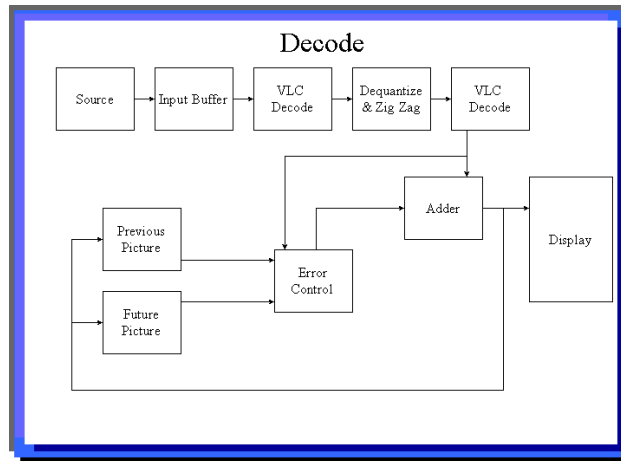 Decode
Source
Input Buffer
VLC
Decode
Dequantize
& Zig Zag
VLC
Decode
Adder
Display
Previous
Picture
Error
Control
Future
Picture